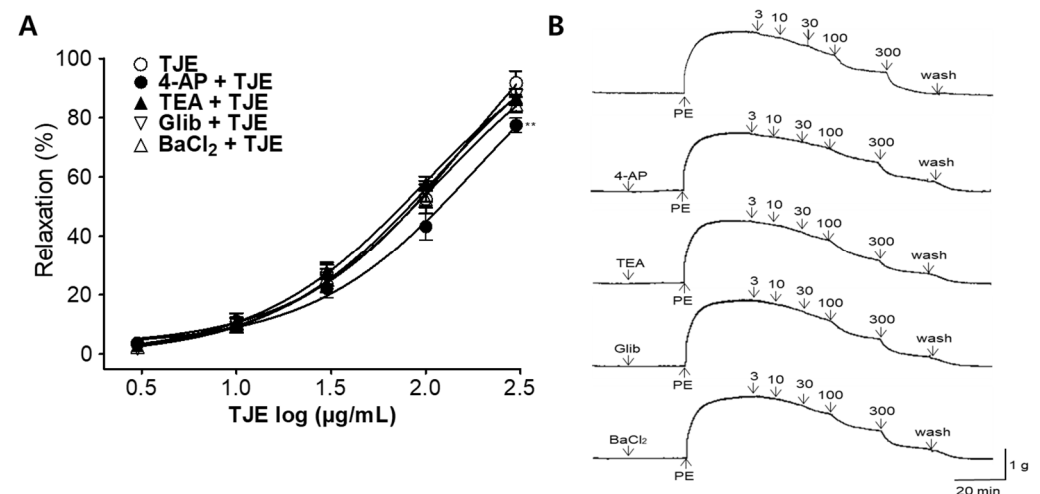 A
100
80
60
40
20
0
Relaxation (%)
TJE
4-AP + TJE
TEA + TJE
Glib + TJE
BaCl₂ + TJE
**
0.5 1.0 1.5 2.0 2.5
TJE log (µg/mL)
B
3 10 30 100 300 wash
PE
3 10 30 100 300 wash
4-AP
PE
3 10 30 100 300 wash
TEA
PE
3 10 30 100 300 wash
Glib
PE
3 10 30 100 300 wash
BaCl₂
PE
1 g
20 min